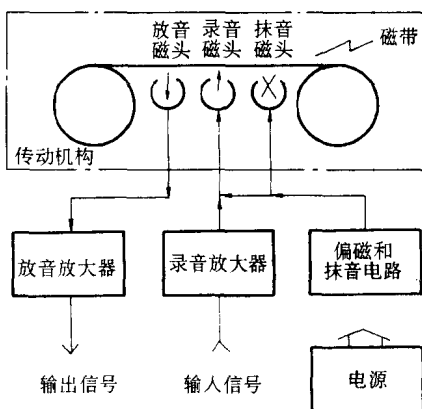 放音 录音 抹音
磁头 磁头 磁头
磁带
传动机构
放音放大器
录音放大器
偏磁和
抹音电路
输出信号
输人信号
电源